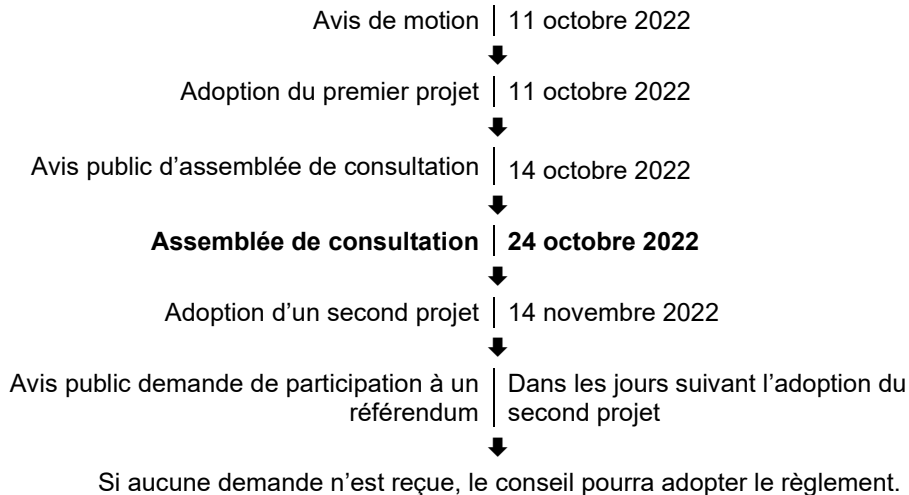 Avis de motion 11 octobre 2022
Adoption du premier projet 11 octobre 2022
Avis public d’assemblée de consultation 14 octobre 2022
Assemblée de consultation 24 octobre 2022
Adoption d’un second projet 14 novembre 2022
Avis public demande de participation à un Dans les jours suivant l’adoption du
référendum second projet
Si aucune demande n’est reçue, le conseil pourra adopter le règlement.